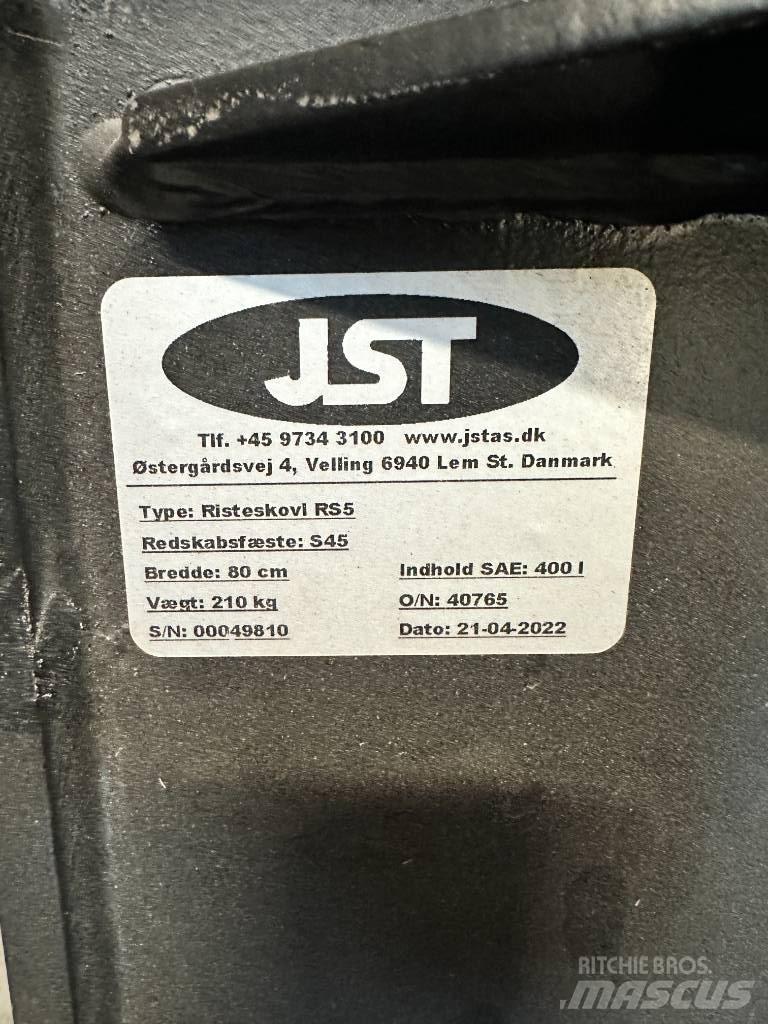 JST
Tlf. +45 9734 3100 www.jstas.dk
Østergårdsvej 4, Velling 6940 Lem St. Danmark
Type: Risteskovl RS5
Redskabsfæste: S45
Bredde: 80 cm Indhold SAE: 400 l
Vægt: 210 kg O/N: 40765
S/N: 00049810 Dato: 21-04-2022
RITCHIE BROS.
MASCUS